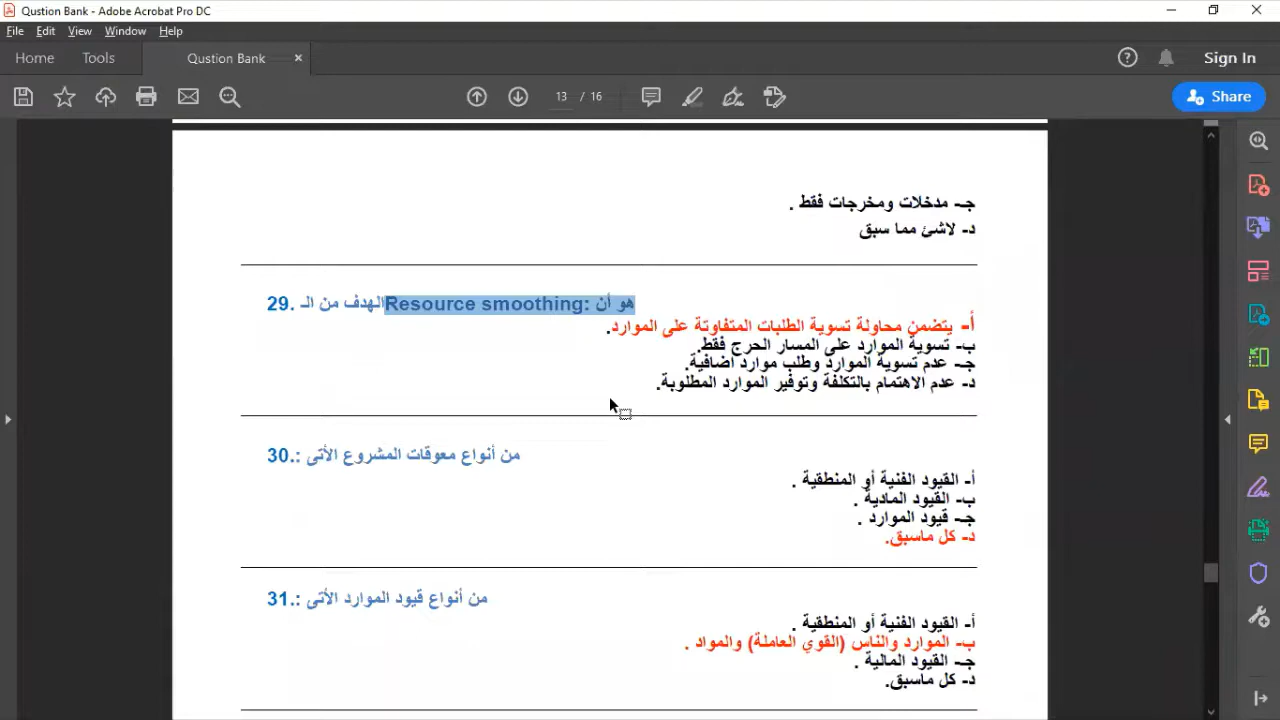 Qustion Bank - Adobe Acrobat Pro DC
File Edit View Window Help
Home Tools Qustion Bank × Sign In
13 / 16 Share
جـ- مدخلات ومخرجات فقط .
د- لاشئ مما سبق
29. الهدف من الـ Resource smoothing: هو أن
أ- يتضمن محاولة تسوية الطلبات المتفاوتة على الموارد.
ب- تسوية الموارد على المسار الحرج فقط.
جـ- عدم تسوية الموارد وطلب موارد اضافية.
د- عدم الاهتمام بالتكلفة وتوفير الموارد المطلوبة.
30. من أنواع معوقات المشروع الأتى :.
أ- القيود الفنية أو المنطقية .
ب- القيود المادية .
جـ- قيود الموارد .
د- كل ماسبق.
31. من أنواع قيود الموارد الأتى :.
أ- القيود الفنية أو المنطقية .
ب- الموارد والناس (القوي العاملة) والمواد .
جـ- القيود المالية .
د- كل ماسبق.